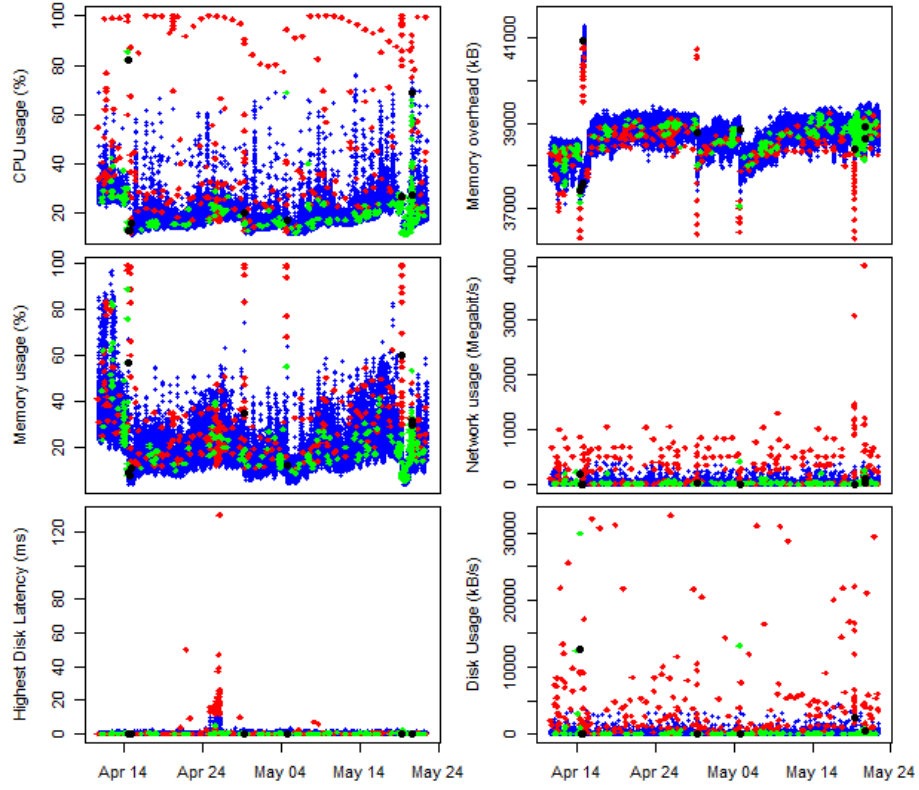 CPU usage (%)
20
40
60
80
100
Memory overhead (kB)
37000
39000
41000
Memory usage (%)
20
40
60
80
100
Network usage (Megabit/s)
0
1000
2000
3000
4000
Highest Disk Latency (ms)
0
20
40
60
80
120
Disk Usage (kB/s)
0
10000
20000
30000
Apr 14
Apr 24
May 04
May 14
May 24
Apr 14
Apr 24
May 04
May 14
May 24